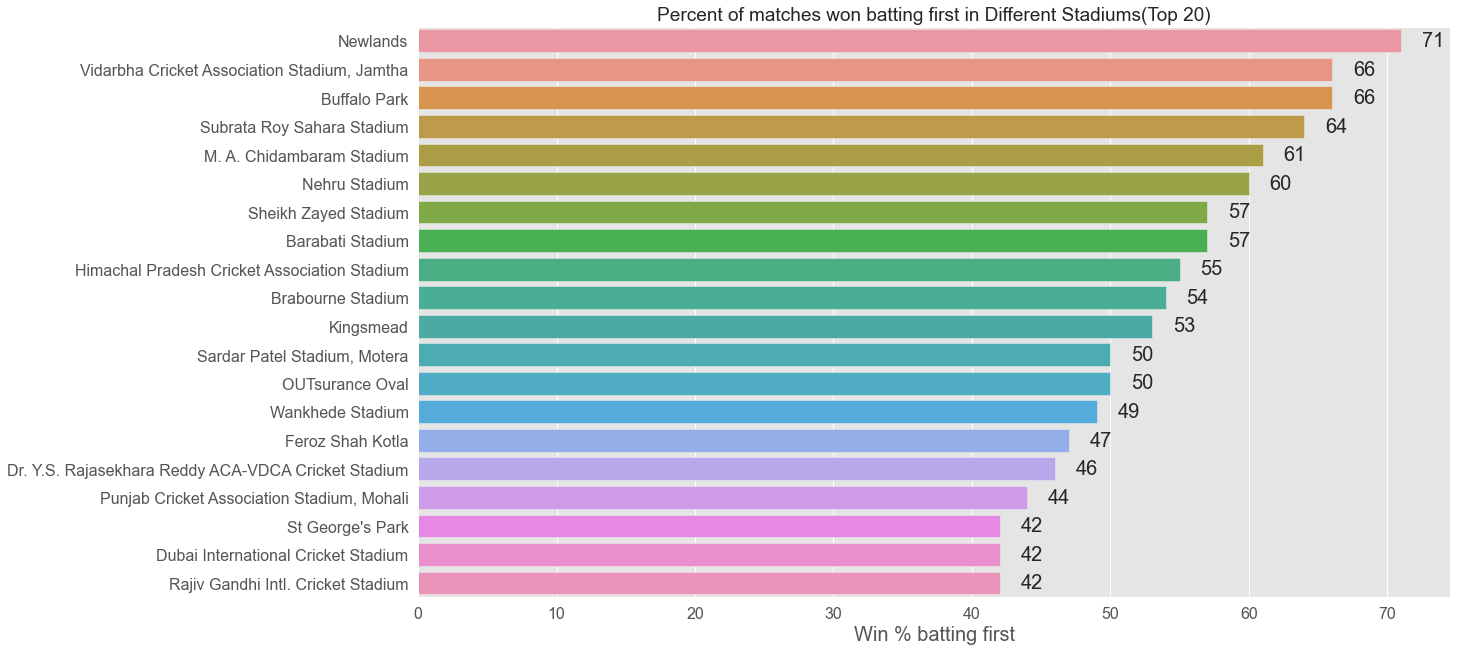 Percent of matches won batting first in Different Stadiums(Top 20)
Newlands 71
Vidarbha Cricket Association Stadium, Jamtha 66
Buffalo Park 66
Subrata Roy Sahara Stadium 64
M. A. Chidambaram Stadium 61
Nehru Stadium 60
Sheikh Zayed Stadium 57
Barabati Stadium 57
Himachal Pradesh Cricket Association Stadium 55
Brabourne Stadium 54
Kingsmead 53
Sardar Patel Stadium, Motera 50
OUTsurance Oval 50
Wankhede Stadium 49
Feroz Shah Kotla 47
Dr. Y.S. Rajasekhara Reddy ACA-VDCA Cricket Stadium 46
Punjab Cricket Association Stadium, Mohali 44
St George's Park 42
Dubai International Cricket Stadium 42
Rajiv Gandhi Intl. Cricket Stadium 42
0 10 20 30 40 50 60 70
Win % batting first